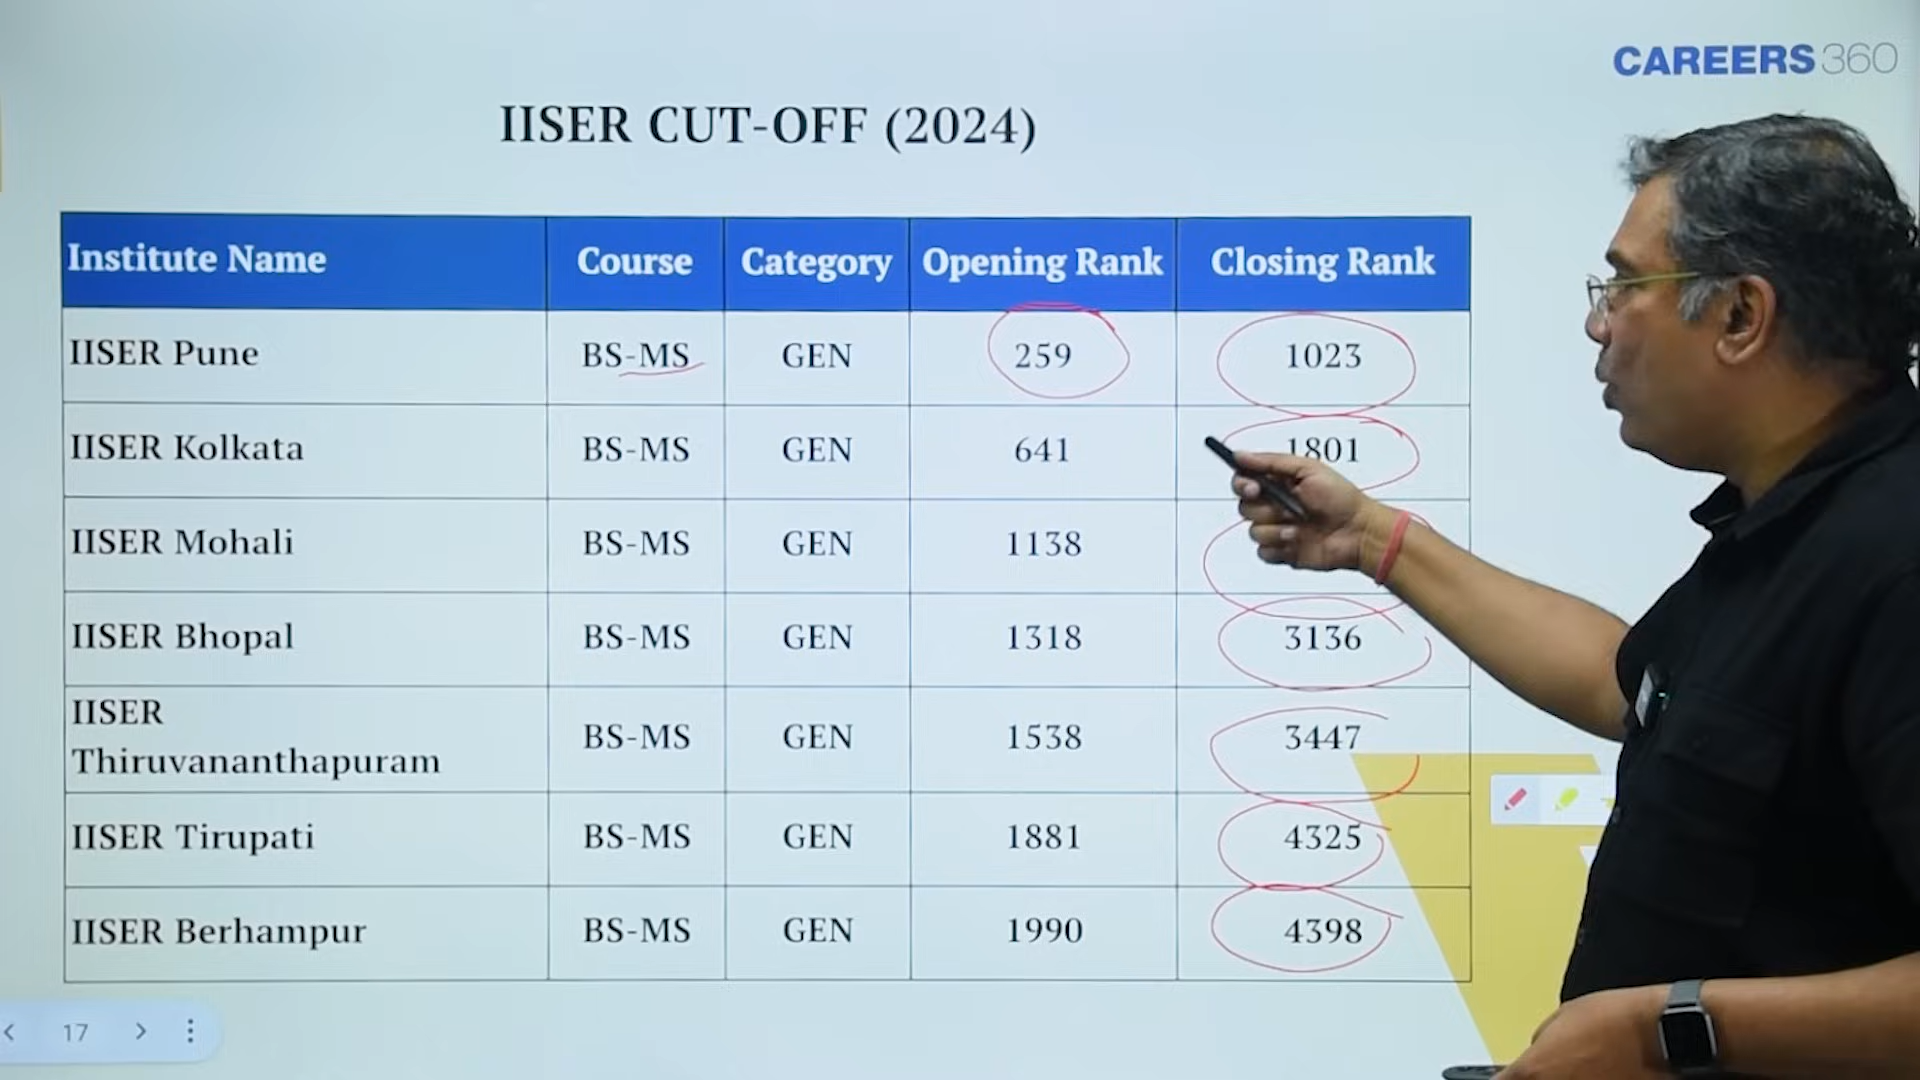 CAREERS360
IISER CUT-OFF (2024)
Institute Name Course Category Opening Rank Closing Rank
IISER Pune BS-MS GEN 259 1023
IISER Kolkata BS-MS GEN 641 1801
IISER Mohali BS-MS GEN 1138
IISER Bhopal BS-MS GEN 1318 3136
IISER
Thiruvananthapuram BS-MS GEN 1538 3447
IISER Tirupati BS-MS GEN 1881 4325
IISER Berhampur BS-MS GEN 1990 4398
17